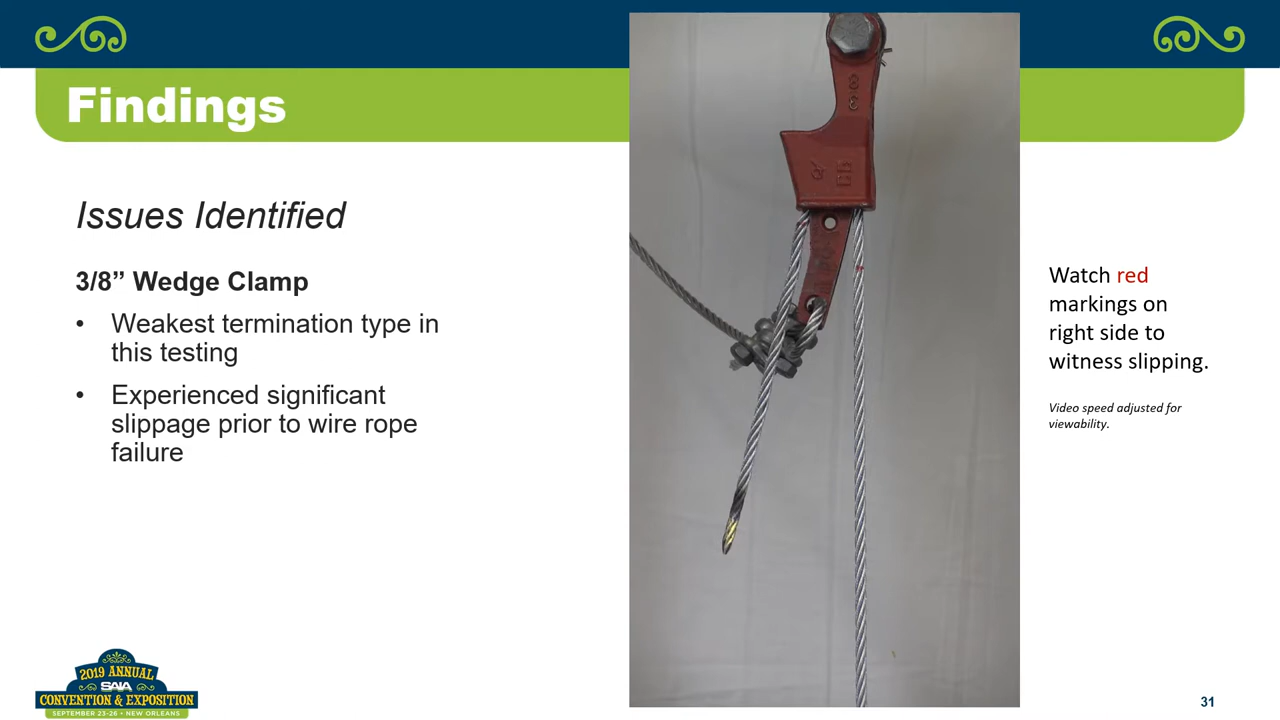 Findings
Issues Identified
3/8” Wedge Clamp
• Weakest termination type in
this testing
• Experienced significant
slippage prior to wire rope
failure
Watch red
markings on
right side to
witness slipping.
Video speed adjusted for
viewability.
2019 ANNUAL
SAIA
CONVENTION & EXPOSITION
SEPTEMBER 23-26 • NEW ORLEANS
31